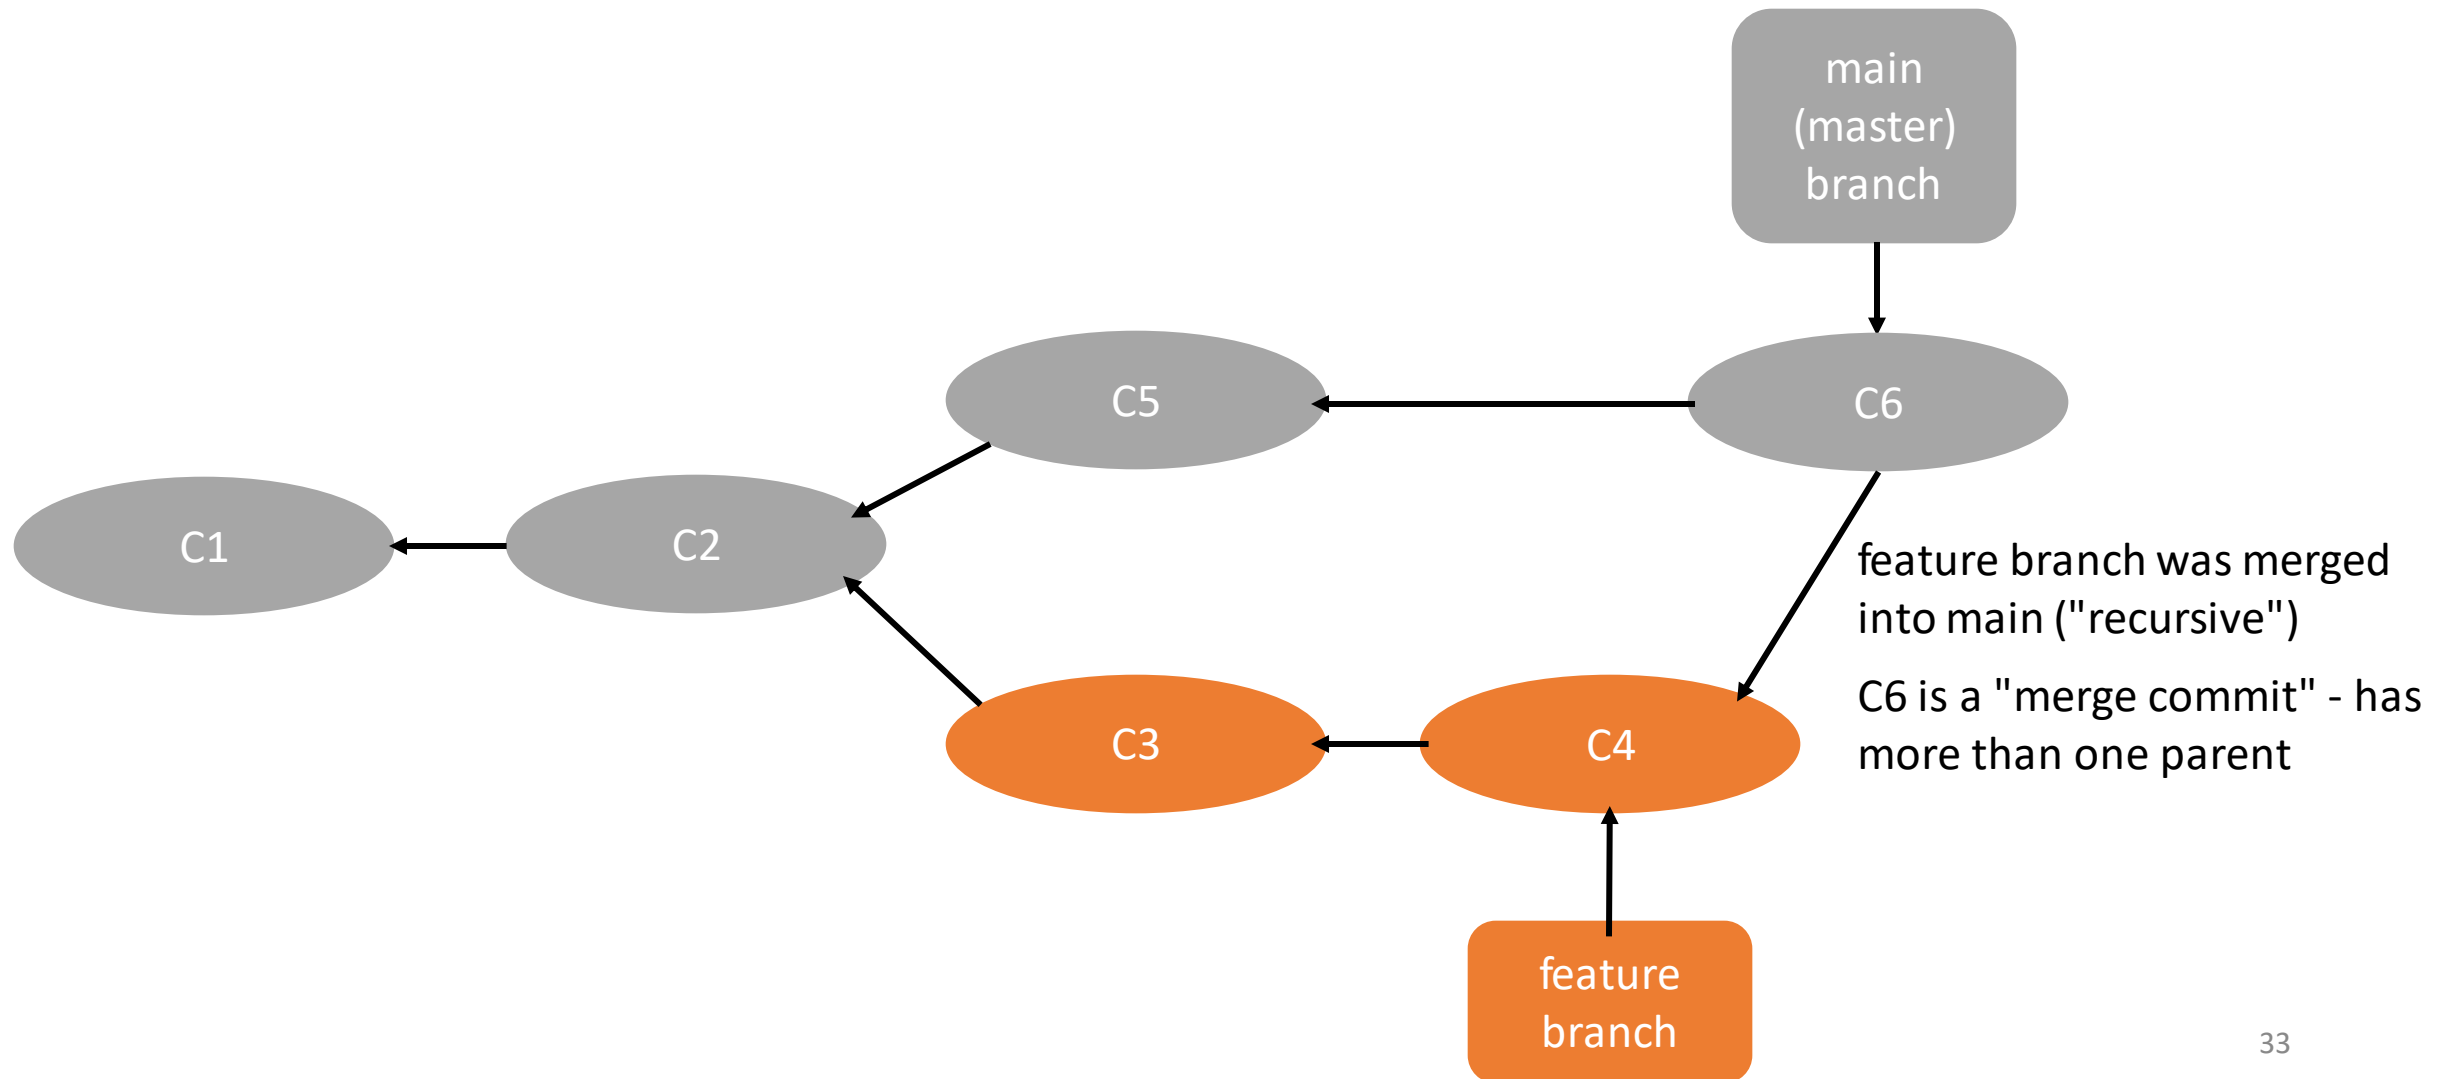 main
(master)
branch
C5
C6
C1
C2
feature branch was merged
into main ("recursive")
C6 is a "merge commit" - has
more than one parent
C3
C4
feature
branch
33